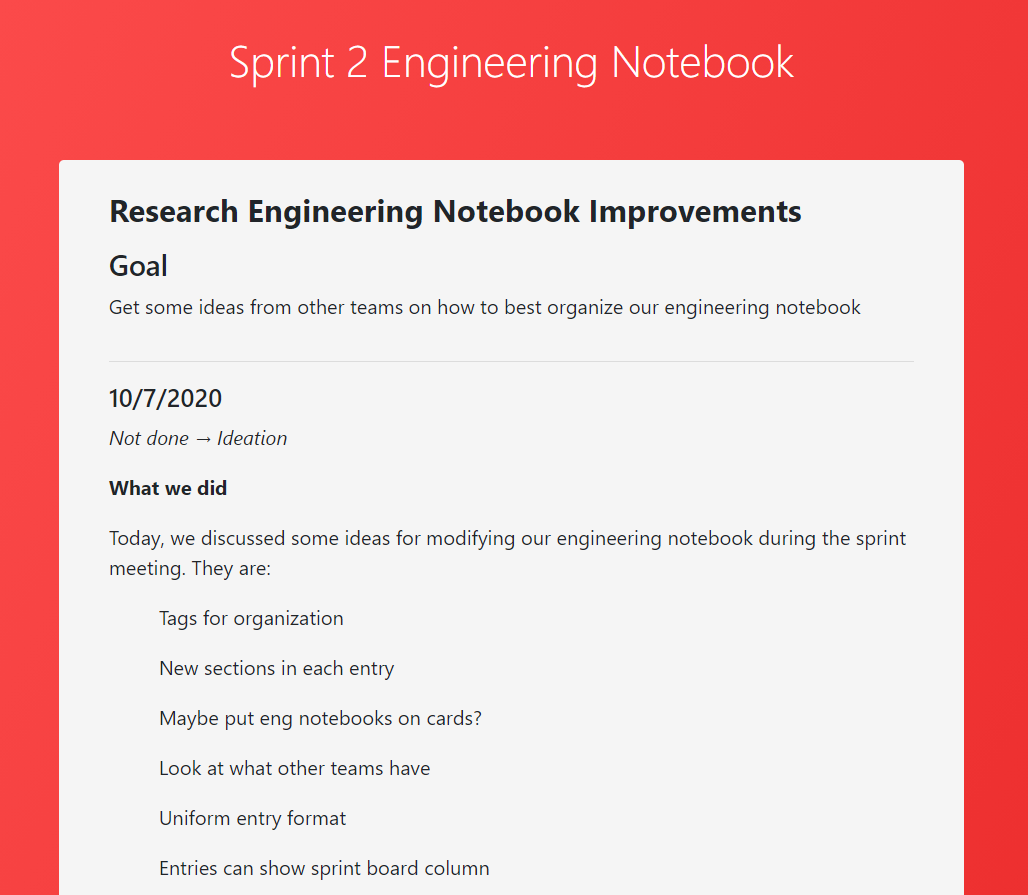 Sprint 2 Engineering Notebook
Research Engineering Notebook Improvements
Goal
Get some ideas from other teams on how to best organize our engineering notebook
10/7/2020
Not done → Ideation
What we did
Today, we discussed some ideas for modifying our engineering notebook during the sprint
meeting. They are:
Tags for organization
New sections in each entry
Maybe put eng notebooks on cards?
Look at what other teams have
Uniform entry format
Entries can show sprint board column